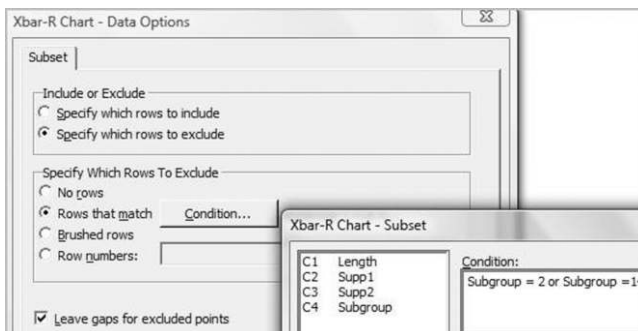 Xbar-R Chart - Data Options
Subset
Include or Exclude
Specify which rows to include
Specify which rows to exclude
Specify Which Rows To Exclude
No rows
Rows that match
Condition...
Brushed rows
Row numbers:
Leave gaps for excluded points
Xbar-R Chart - Subset
C1 Length
C2 Supp1
C3 Supp2
C4 Subgroup
Condition:
Subgroup = 2 or Subgroup =